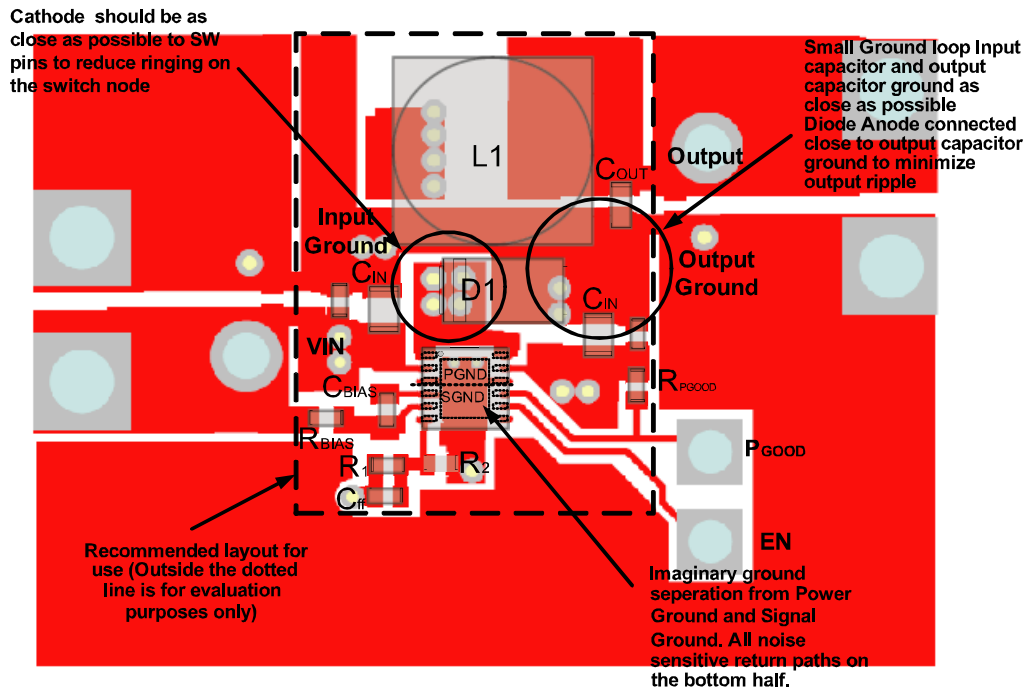 Cathode should be as
close as possible to SW
pins to reduce ringing on
the switch node
Small Ground loop Input
capacitor and output
capacitor ground as
close as possible
Diode Anode connected
close to output capacitor
ground to minimize
output ripple
L1
COUT
Output
Input
Ground
CIN
D1
CIN
Output
Ground
VIN
PGND
SGND
CBIAS
RPGOOD
RBIAS
R1
R2
Cff
PGOOD
EN
Recommended layout for
use (Outside the dotted
line is for evaluation
purposes only)
Imaginary ground
seperation from Power
Ground and Signal
Ground. All noise
sensitive return paths on
the bottom half.